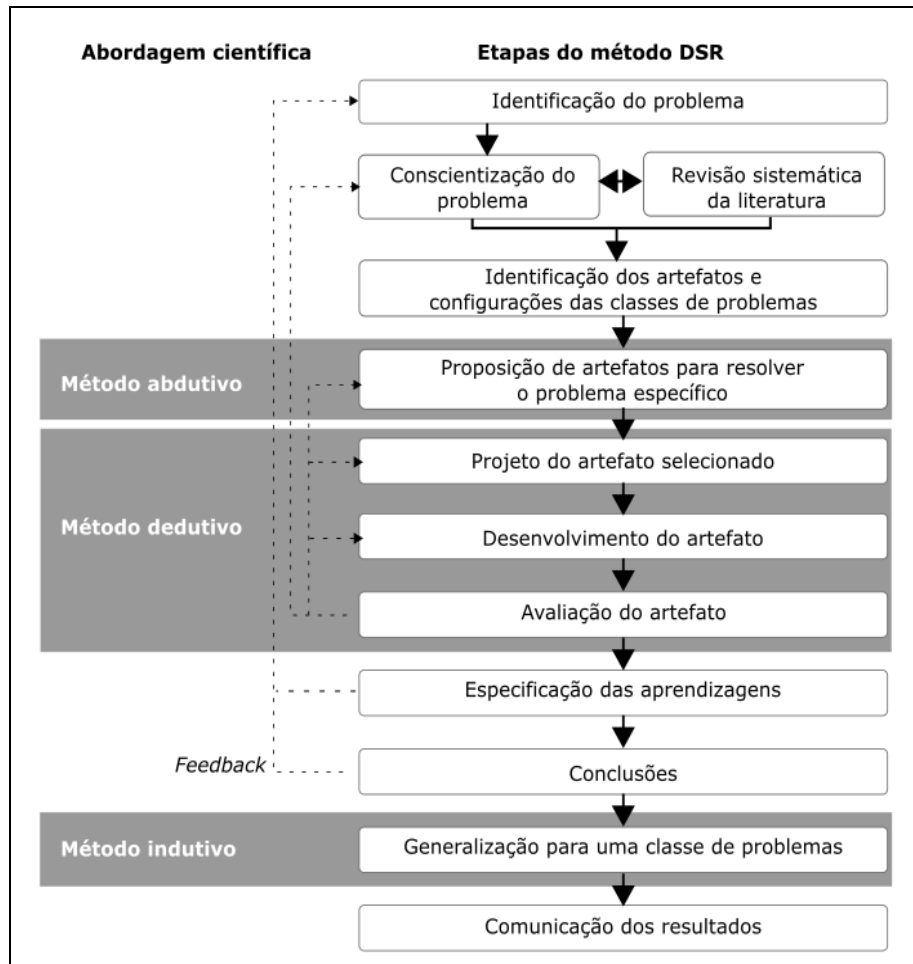 Abordagem científica
Etapas do método DSR
Identificação do problema
Conscientização do
problema
Revisão sistemática
da literatura
Identificação dos artefatos e
configurações das classes de problemas
Método abdutivo
Proposição de artefatos para resolver
o problema específico
Projeto do artefato selecionado
Método dedutivo
Desenvolvimento do artefato
Avaliação do artefato
Especificação das aprendizagens
Feedback
Conclusões
Método indutivo
Generalização para uma classe de problemas
Comunicação dos resultados